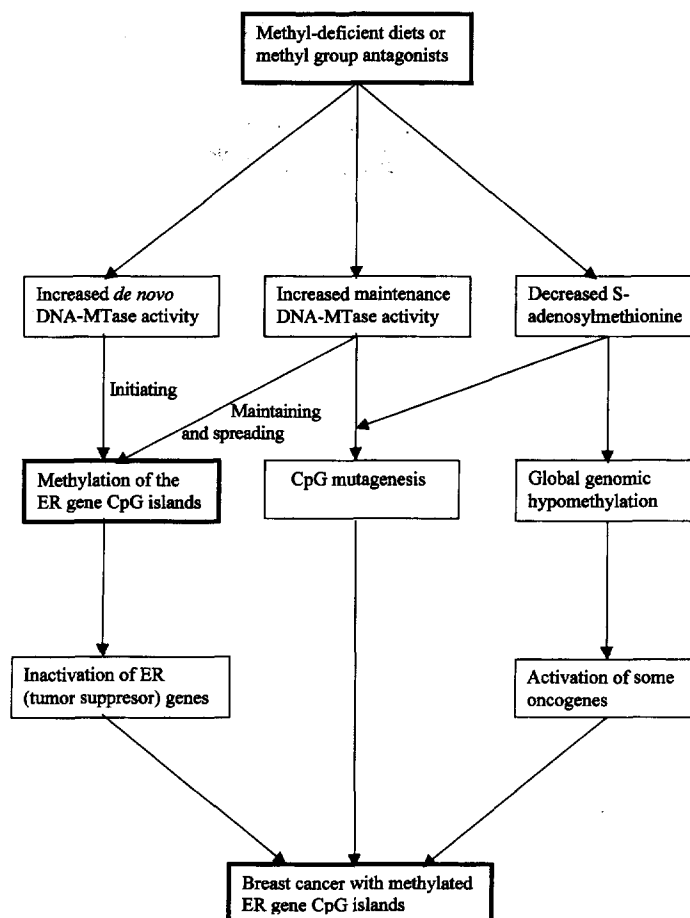 Methyl-deficient diets or
methyl group antagonists
Increased de novo
DNA-MTase activity
Increased maintenance
DNA-MTase activity
Decreased S-
adenosylmethionine
Initiating
Maintaining
and spreading
Methylation of the
ER gene CpG islands
CpG mutagenesis
Global genomic
hypomethylation
Inactivation of ER
(tumor suppresor) genes
Activation of some
oncogenes
Breast cancer with methylated
ER gene CpG islands